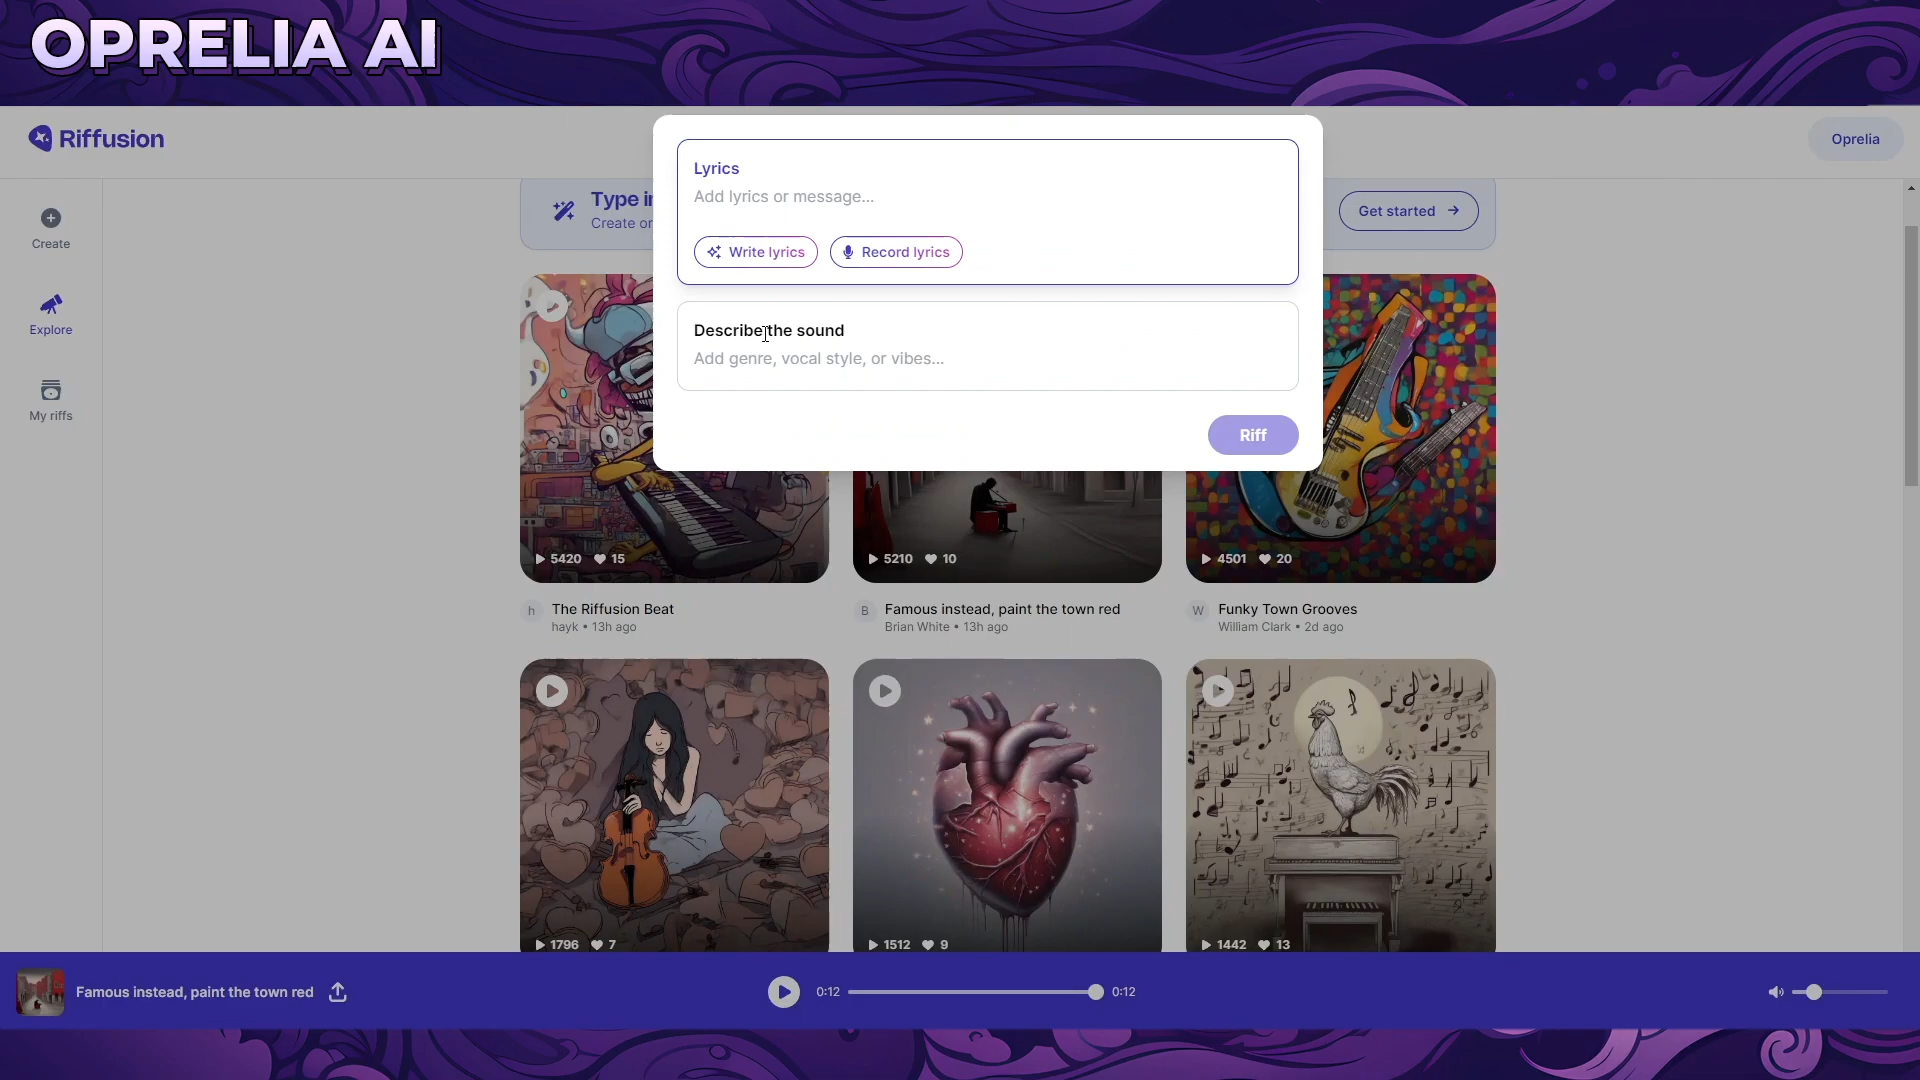 OPRELIA AI
Riffusion
Oprelia
Create
Explore
My riffs
Type i
Create or
Get started
Lyrics
Add lyrics or message...
Write lyrics
Record lyrics
Describe the sound
Add genre, vocal style, or vibes...
Riff
5420 15
5210 10
4501 20
h The Riffusion Beat
hayk • 13h ago
B Famous instead, paint the town red
Brian White • 13h ago
W Funky Town Grooves
William Clark • 2d ago
1796 7
1512 9
1442 13
Famous instead, paint the town red
0:12
0:12